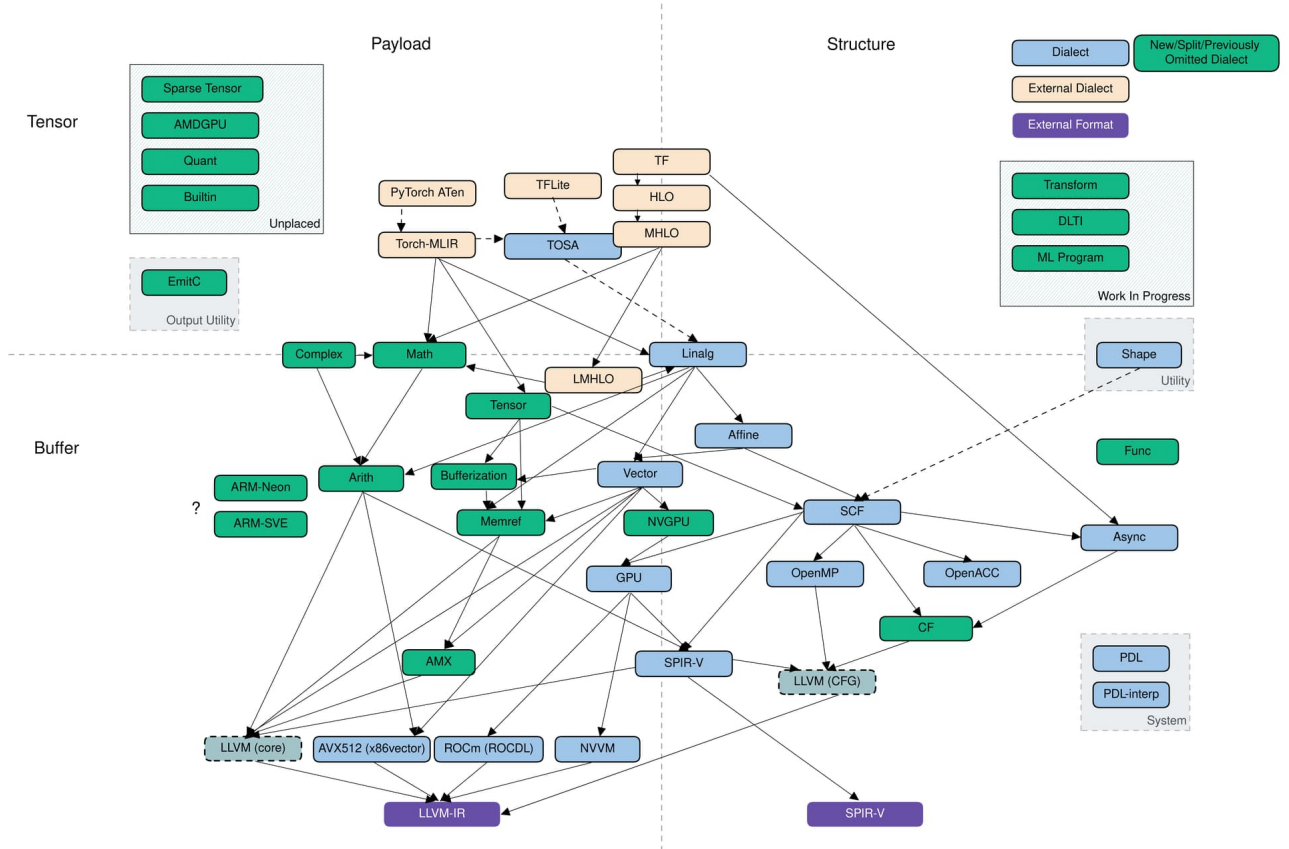 Payload
Structure
Dialect
New/Split/Previously
Omitted Dialect
External Dialect
External Format
Tensor
Sparse Tensor
AMDGPU
Quant
Builtin
Unplaced
TF
HLO
MHLO
PyTorch ATen
TFLite
Torch-MLIR
TOSA
Transform
DLTI
ML Program
Work In Progress
EmitC
Output Utility
Complex
Math
Linalg
Shape
Utility
LMHLO
Tensor
Affine
Buffer
Func
Arith
Bufferization
Vector
ARM-Neon
?
ARM-SVE
Memref
NVGPU
SCF
Async
GPU
OpenMP
OpenACC
CF
AMX
SPIR-V
LLVM (CFG)
PDL
PDL-interp
System
LLVM (core)
AVX512 (x86vector)
ROCm (ROCDL)
NVVM
LLVM-IR
SPIR-V